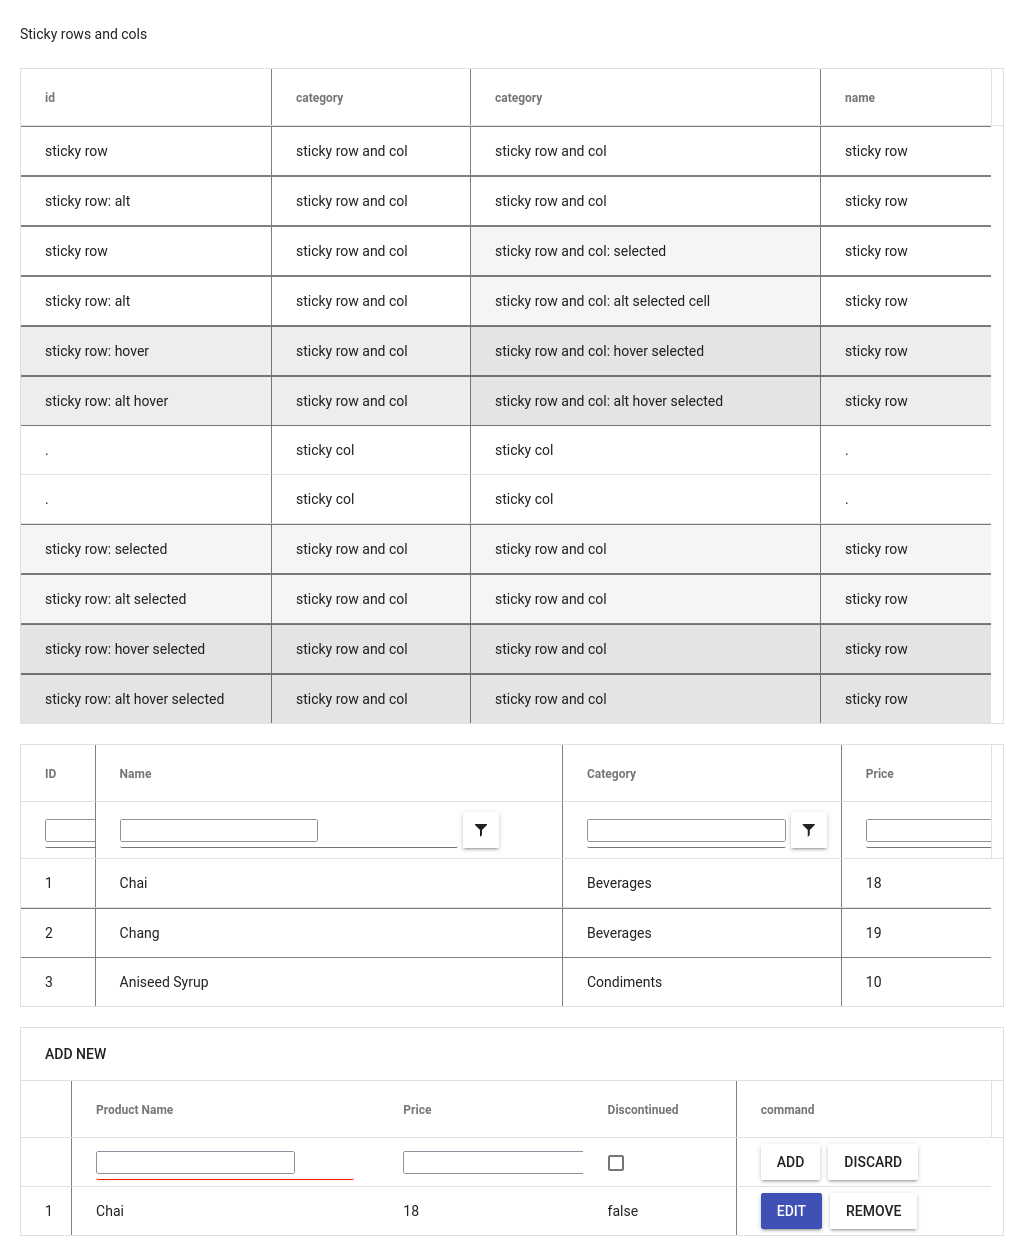 Sticky rows and cols
id category category name
sticky row sticky row and col sticky row and col sticky row
sticky row: alt sticky row and col sticky row and col sticky row
sticky row sticky row and col sticky row and col: selected sticky row
sticky row: alt sticky row and col sticky row and col: alt selected cell sticky row
sticky row: hover sticky row and col sticky row and col: hover selected sticky row
sticky row: alt hover sticky row and col sticky row and col: alt hover selected sticky row
. sticky col sticky col .
. sticky col sticky col .
sticky row: selected sticky row and col sticky row and col sticky row
sticky row: alt selected sticky row and col sticky row and col sticky row
sticky row: hover selected sticky row and col sticky row and col sticky row
sticky row: alt hover selected sticky row and col sticky row and col sticky row
ID Name Category Price
1 Chai Beverages 18
2 Chang Beverages 19
3 Aniseed Syrup Condiments 10
ADD NEW
Product Name Price Discontinued command
ADD DISCARD
1 Chai 18 false EDIT REMOVE